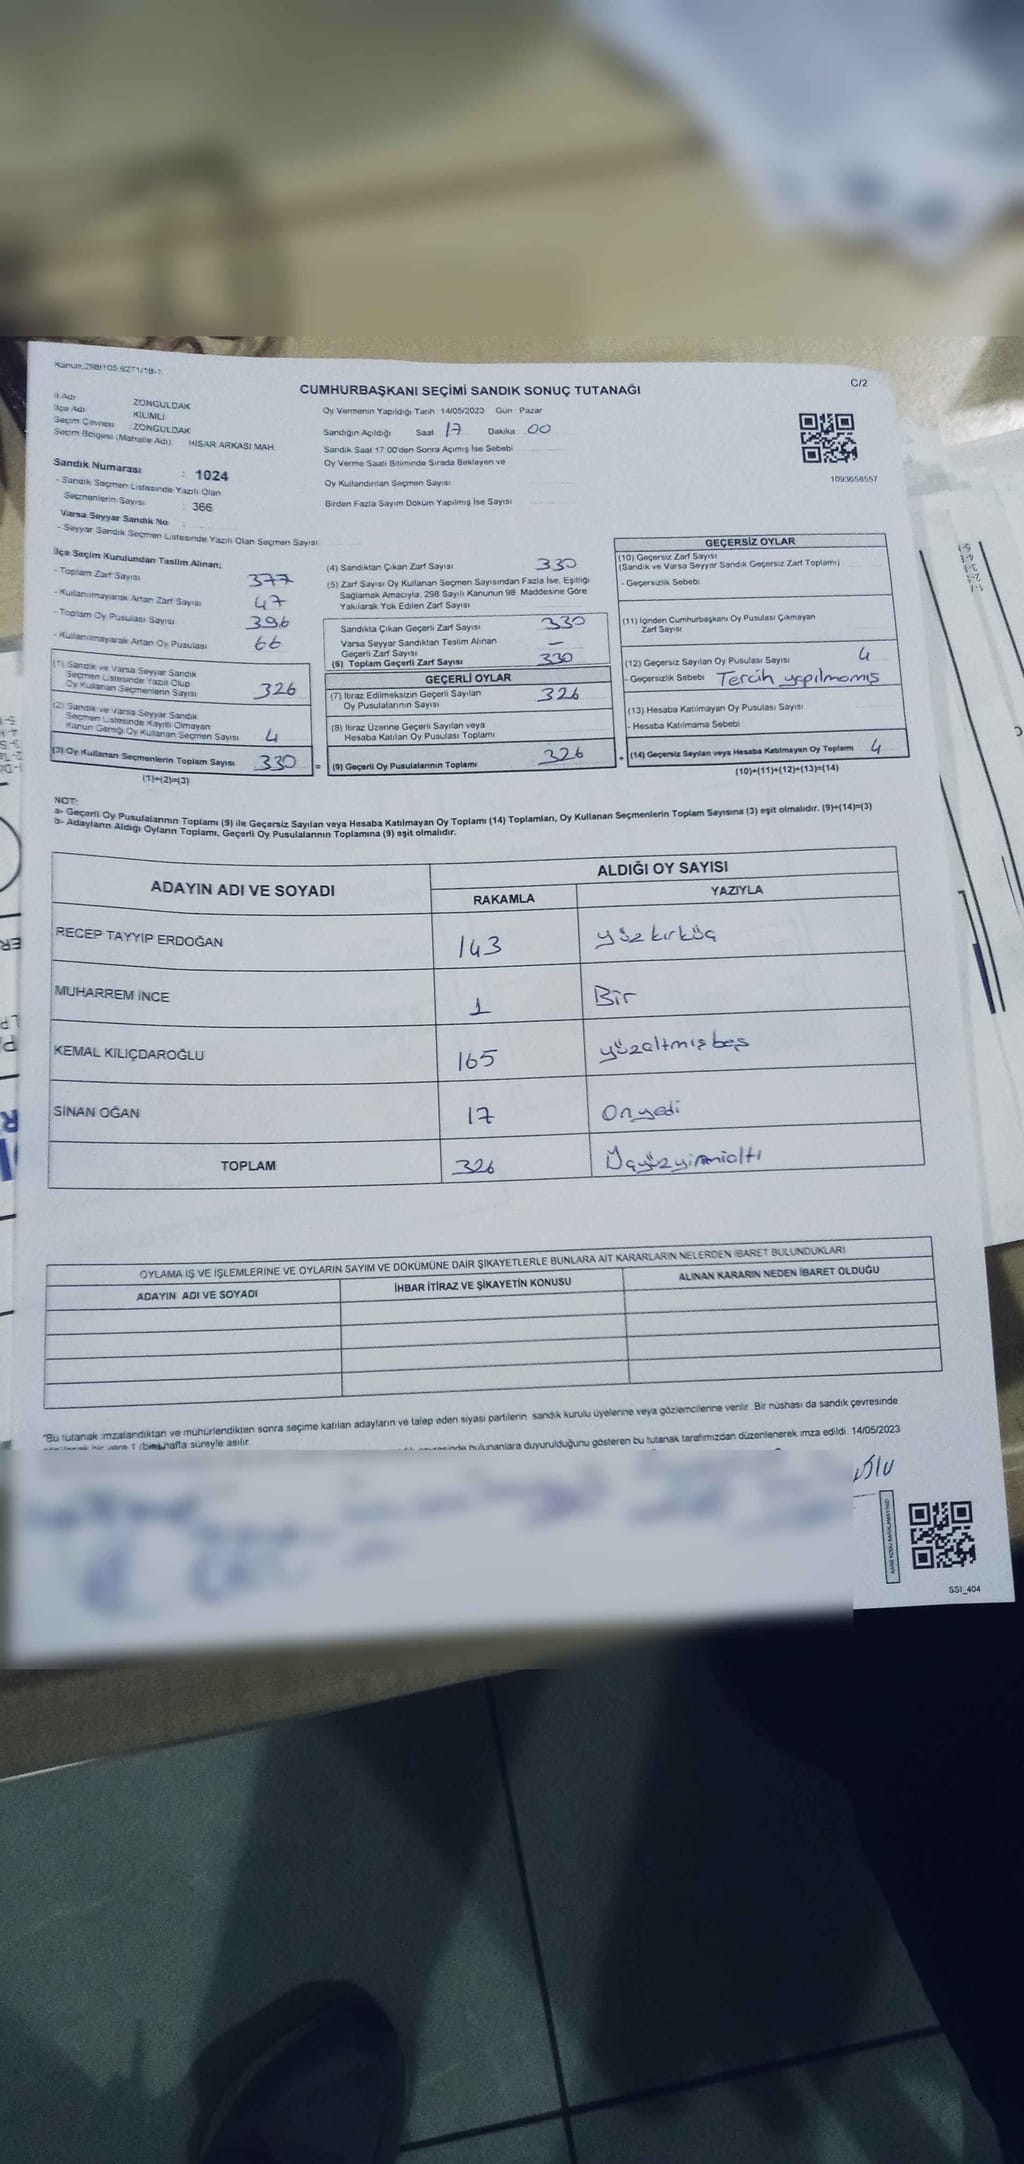 Kanun:298/105,6271/18-1
C/2
CUMHURBAŞKANI SEÇİMİ SANDIK SONUÇ TUTANAĞI
İl Adı ZONGULDAK
İlçe Adı KİLİMLİ
Seçim Çevresi : ZONGULDAK
Seçim Bölgesi (Mahalle Adı) HİSAR ARKASI MAH.
Sandık Numarası : 1024
- Sandık Seçmen Listesinde Yazılı Olan
Seçmenlerin Sayısı : 366
Varsa Seyyar Sandık No
- Seyyar Sandık Seçmen Listesinde Yazılı Olan Seçmen Sayısı
Oy Vermenin Yapıldığı Tarih 14/05/2023 Gün Pazar
Sandığın Açıldığı Saat 17 Dakika 00
Sandık Saat 17:00'den Sonra Açımış İse Sebebi
Oy Verme Saati Bitiminde Sırada Bekleyen ve
Oy Kullandırılan Seçmen Sayısı
Birden Fazla Sayım Döküm Yapılmış İse Sayısı
1093658557
İlçe Seçim Kurulundan Teslim Alınan;
- Toplam Zarf Sayısı 377
- Kullanılmayarak Artan Zarf Sayısı 47
- Toplam Oy Pusulası Sayısı 396
- Kullanılmayarak Artan Oy Pusulası 66
(1) Sandık ve Varsa Seyyar Sandık
Seçmen Listesinde Yazılı Olup
Oy Kullanan Seçmenlerin Sayısı 326
(2) Sandık ve Varsa Seyyar Sandık
Seçmen Listesinde Kayıtlı Olmayan
Kanun Gereği Oy Kullanan Seçmen Sayısı 4
(3) Oy Kullanan Seçmenlerin Toplam Sayısı 330
(1)+(2)=(3)
(4) Sandıktan Çıkan Zarf Sayısı 330
(5) Zarf Sayısı Oy Kullanan Seçmen Sayısından Fazla İse, Eşitliği
Sağlamak Amacıyla; 298 Sayılı Kanunun 98. Maddesine Göre
Yakılarak Yok Edilen Zarf Sayısı
Sandıkta Çıkan Geçerli Zarf Sayısı 330
Varsa Seyyar Sandıktan Teslim Alınan
Geçerli Zarf Sayısı —
(6) Toplam Geçerli Zarf Sayısı 330
GEÇERLİ OYLAR
(7) İtiraz Edilmeksizin Geçerli Sayılan
Oy Pusulalarının Sayısı 326
(8) İtiraz Üzerine Geçerli Sayılan veya
Hesaba Katılan Oy Pusulası Toplamı
= (9) Geçerli Oy Pusulalarının Toplamı 326
GEÇERSİZ OYLAR
(10) Geçersiz Zarf Sayısı
(Sandık ve Varsa Seyyar Sandık Geçersiz Zarf Toplamı)
- Geçersizlik Sebebi
(11) İçinden Cumhurbaşkanı Oy Pusulası Çıkmayan
Zarf Sayısı
(12) Geçersiz Sayılan Oy Pusulası Sayısı 4
- Geçersizlik Sebebi Tercih yapılmamış
(13) Hesaba Katılmayan Oy Pusulası Sayısı
- Hesaba Katılmama Sebebi
+ (14) Geçersiz Sayılan veya Hesaba Katılmayan Oy Toplamı 4
(10)+(11)+(12)+(13)=(14)
NOT:
a- Geçerli Oy Pusulalarının Toplamı (9) ile Geçersiz Sayılan veya Hesaba Katılmayan Oy Toplamı (14) Toplamları, Oy Kullanan Seçmenlerin Toplam Sayısına (3) eşit olmalıdır. (9)+(14)=(3)
b- Adayların Aldığı Oyların Toplamı, Geçerli Oy Pusulalarının Toplamına (9) eşit olmalıdır.
ADAYIN ADI VE SOYADI
ALDIĞI OY SAYISI
RAKAMLA YAZIYLA
RECEP TAYYİP ERDOĞAN 143 yüzkırküç
MUHARREM İNCE 1 Bir
KEMAL KILIÇDAROĞLU 165 yüzaltmışbeş
SİNAN OĞAN 17 Onyedi
TOPLAM 326 Üçyüzyirmialtı
OYLAMA İŞ VE İŞLEMLERİNE VE OYLARIN SAYIM VE DÖKÜMÜNE DAİR ŞİKAYETLERLE BUNLARA AİT KARARLARIN NELERDEN İBARET BULUNDUKLARI
ADAYIN ADI VE SOYADI İHBAR İTİRAZ VE ŞİKAYETİN KONUSU ALINAN KARARIN NEDEN İBARET OLDUĞU
"Bu tutanak imzalandıktan ve mühürlendikten sonra seçime katılan adayların ve talep eden siyasi partilerin, sandık kurulu üyelerine veya gözlemcilerine verilir. Bir nüshası da sandık çevresinde
bir yere 1 (bir) hafta süreyle asılır.
bulunanlara duyurulduğunu gösteren bu tutanak tarafımızdan düzenlenerek imza edildi. 14/05/2023
SSI_404